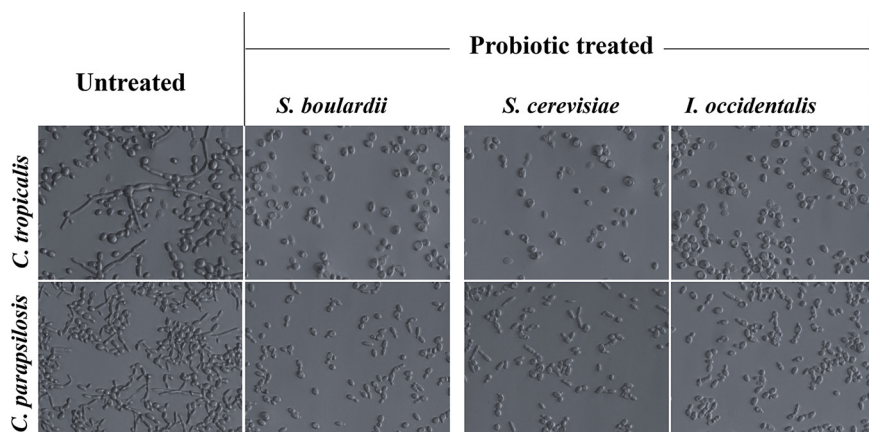 Probiotic treated
Untreated
S. boulardii
S. cerevisiae
I. occidentalis
C. tropicalis
C. parapsilosis